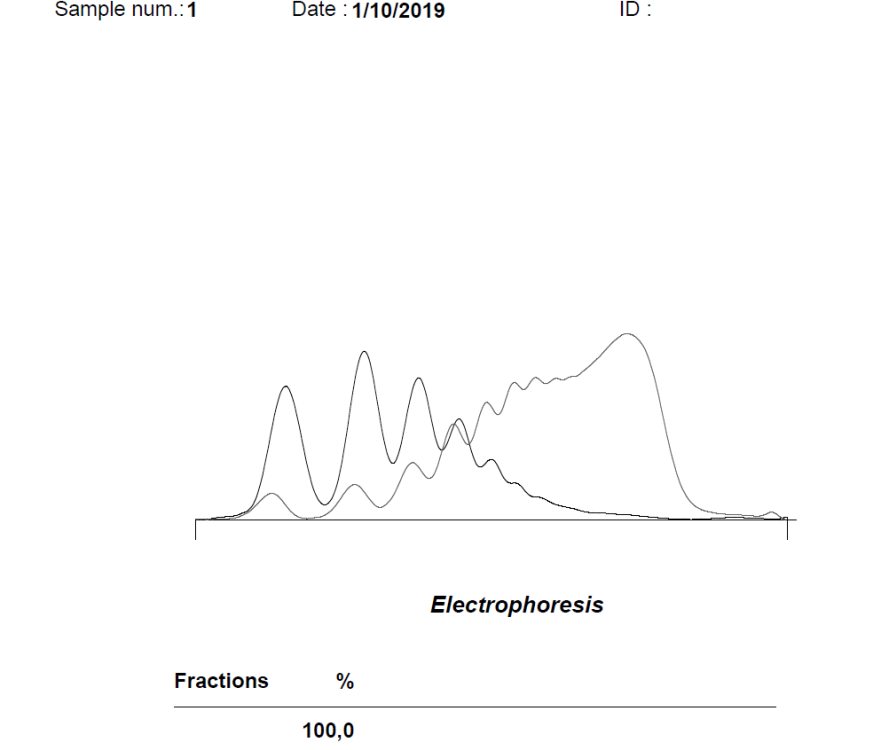 Sample num.: 1 Date : 1/10/2019 ID :
Electrophoresis
Fractions %
100,0